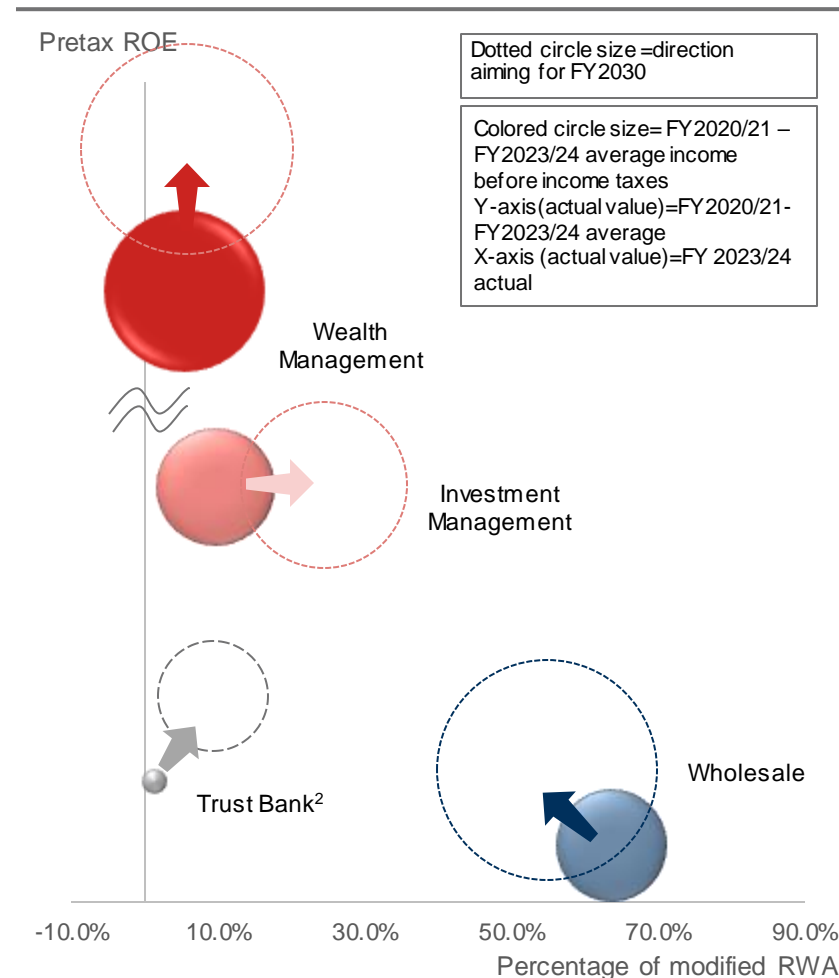 Pretax ROE
Dotted circle size =direction
aiming for FY2030
Colored circle size= FY2020/21 –
FY2023/24 average income
before income taxes
Y-axis(actual value)=FY2020/21-
FY2023/24 average
X-axis (actual value)=FY 2023/24
actual
Wealth
Management
Investment
Management
Wholesale
Trust Bank²
-10.0% 10.0% 30.0% 50.0% 70.0% 90.0%
Percentage of modified RWA